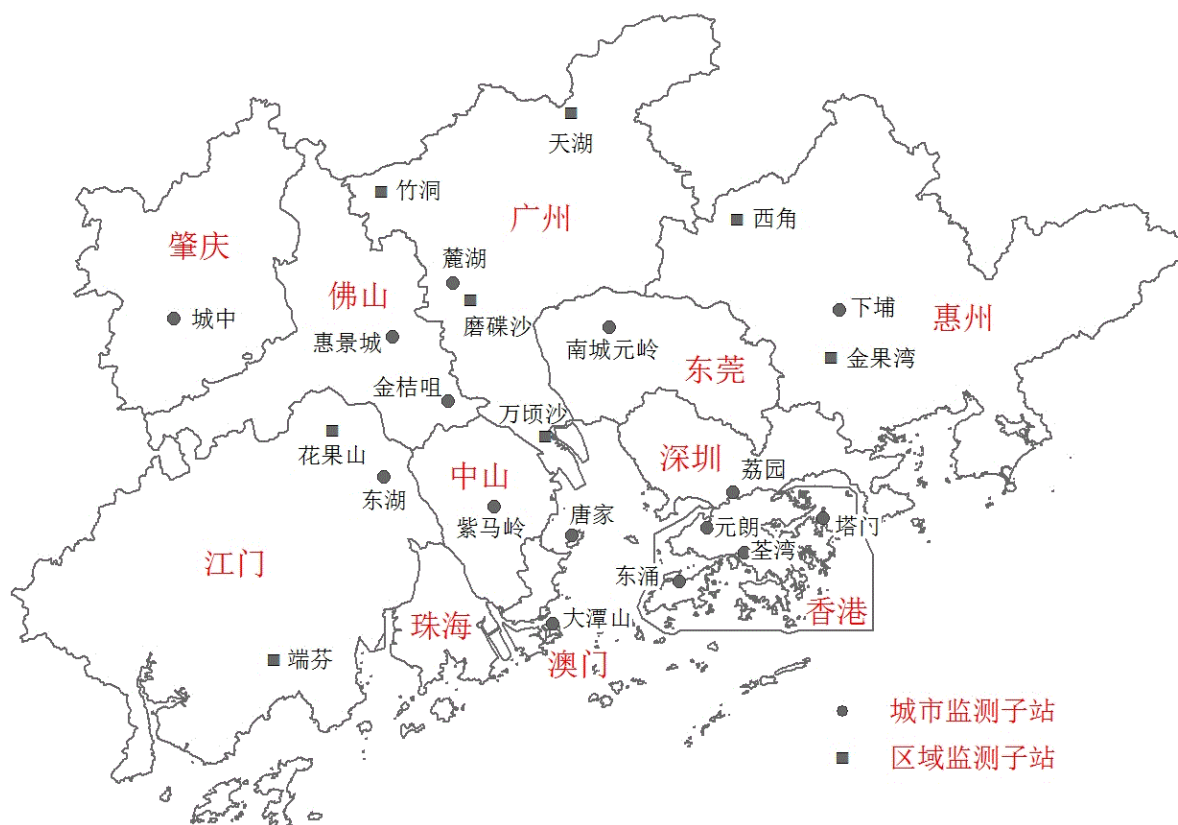 天湖
竹洞
广州
西角
肇庆
麓湖
佛山
城中
磨碟沙
下埔
惠州
惠景城
南城元岭
金果湾
东莞
金桔咀
万顷沙
花果山
深圳
荔园
中山
东湖
紫马岭
唐家
元朗
塔门
荃湾
江门
东涌
香港
珠海
大潭山
端芬
澳门
城市监测子站
区域监测子站